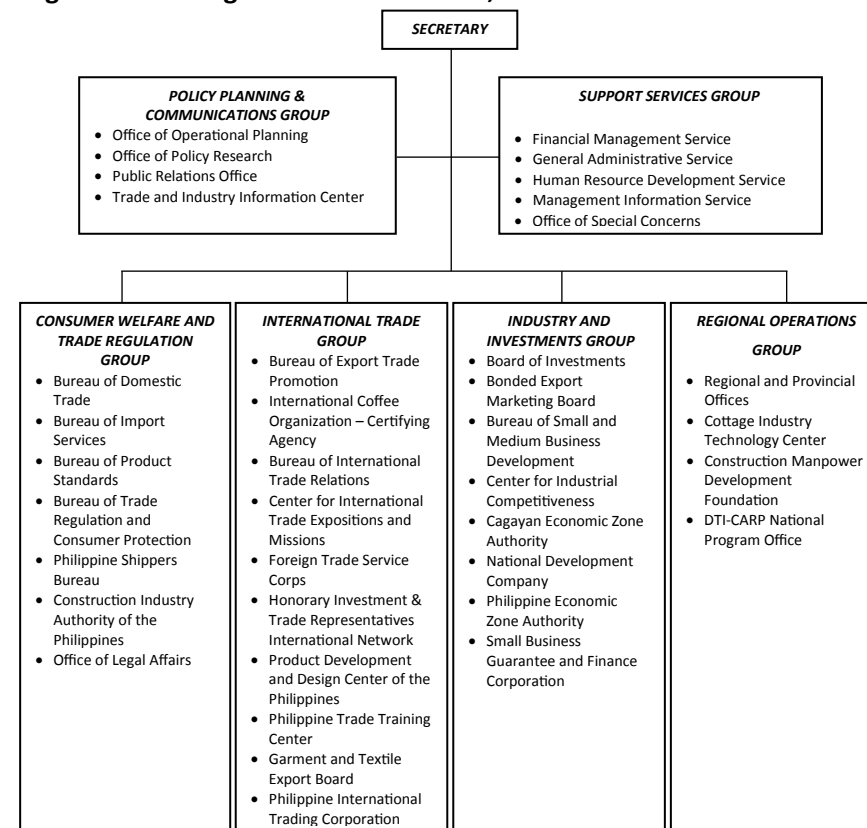 SECRETARY
POLICY PLANNING &
COMMUNICATIONS GROUP
• Office of Operational Planning
• Office of Policy Research
• Public Relations Office
• Trade and Industry Information Center
SUPPORT SERVICES GROUP
• Financial Management Service
• General Administrative Service
• Human Resource Development Service
• Management Information Service
• Office of Special Concerns
CONSUMER WELFARE AND
TRADE REGULATION
GROUP
• Bureau of Domestic
Trade
• Bureau of Import
Services
• Bureau of Product
Standards
• Bureau of Trade
Regulation and
Consumer Protection
• Philippine Shippers
Bureau
• Construction Industry
Authority of the
Philippines
• Office of Legal Affairs
INTERNATIONAL TRADE
GROUP
• Bureau of Export Trade
Promotion
• International Coffee
Organization – Certifying
Agency
• Bureau of International
Trade Relations
• Center for International
Trade Expositions and
Missions
• Foreign Trade Service
Corps
• Honorary Investment &
Trade Representatives
International Network
• Product Development
and Design Center of the
Philippines
• Philippine Trade Training
Center
• Garment and Textile
Export Board
• Philippine International
Trading Corporation
INDUSTRY AND
INVESTMENTS GROUP
• Board of Investments
• Bonded Export
Marketing Board
• Bureau of Small and
Medium Business
Development
• Center for Industrial
Competitiveness
• Cagayan Economic Zone
Authority
• National Development
Company
• Philippine Economic
Zone Authority
• Small Business
Guarantee and Finance
Corporation
REGIONAL OPERATIONS
GROUP
• Regional and Provincial
Offices
• Cottage Industry
Technology Center
• Construction Manpower
Development
Foundation
• DTI-CARP National
Program Office